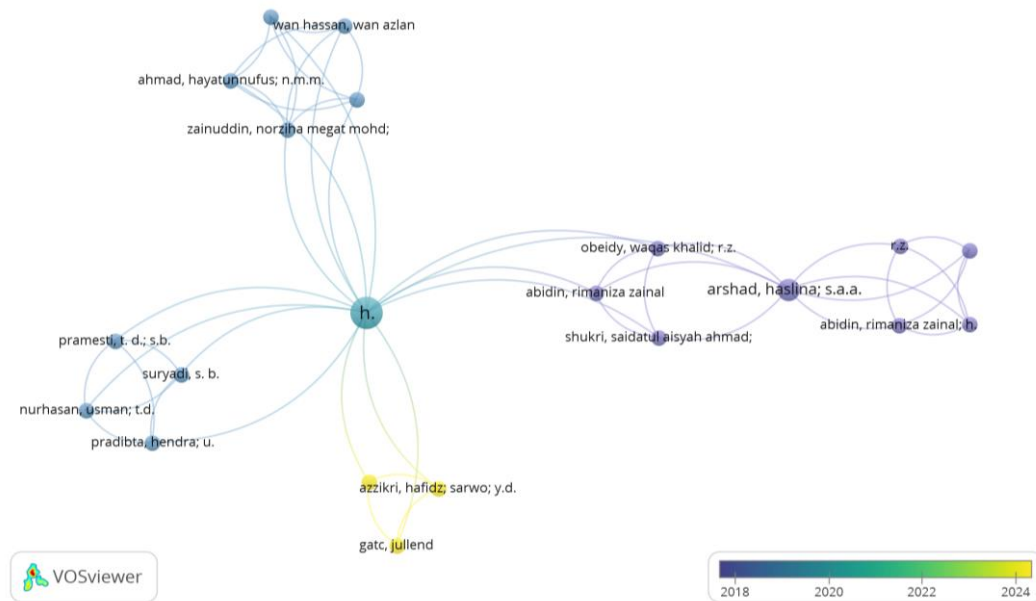 wan hassan, wan azlan
ahmad, hayatunnufus; n.m.m.
zainuddin, norziha megat mohd;
obeidy, waqas khalid; r.z.
r.z.
abidin, rimaniza zainal
arshad, haslina; s.a.a.
h.
abidin, rimaniza zainal; h.
shukri, saidatul aisyah ahmad;
pramesti, t. d.; s.b.
suryadi, s. b.
nurhasan, usman; t.d.
pradibta, hendra; u.
azzikri, hafidz; sarwo; y.d.
gatc, jullend
VOSviewer
2018 2020 2022 2024